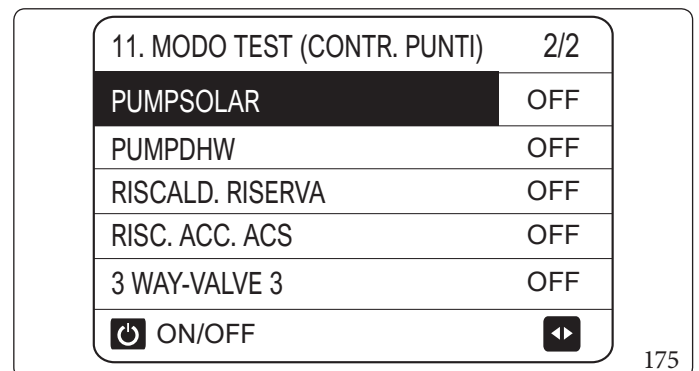 11. MODO TEST (CONTR. PUNTI) 2/2
PUMPSOLAR OFF
PUMPDHW OFF
RISCALD. RISERVA OFF
RISC. ACC. ACS OFF
3 WAY-VALVE 3 OFF
ON/OFF
175